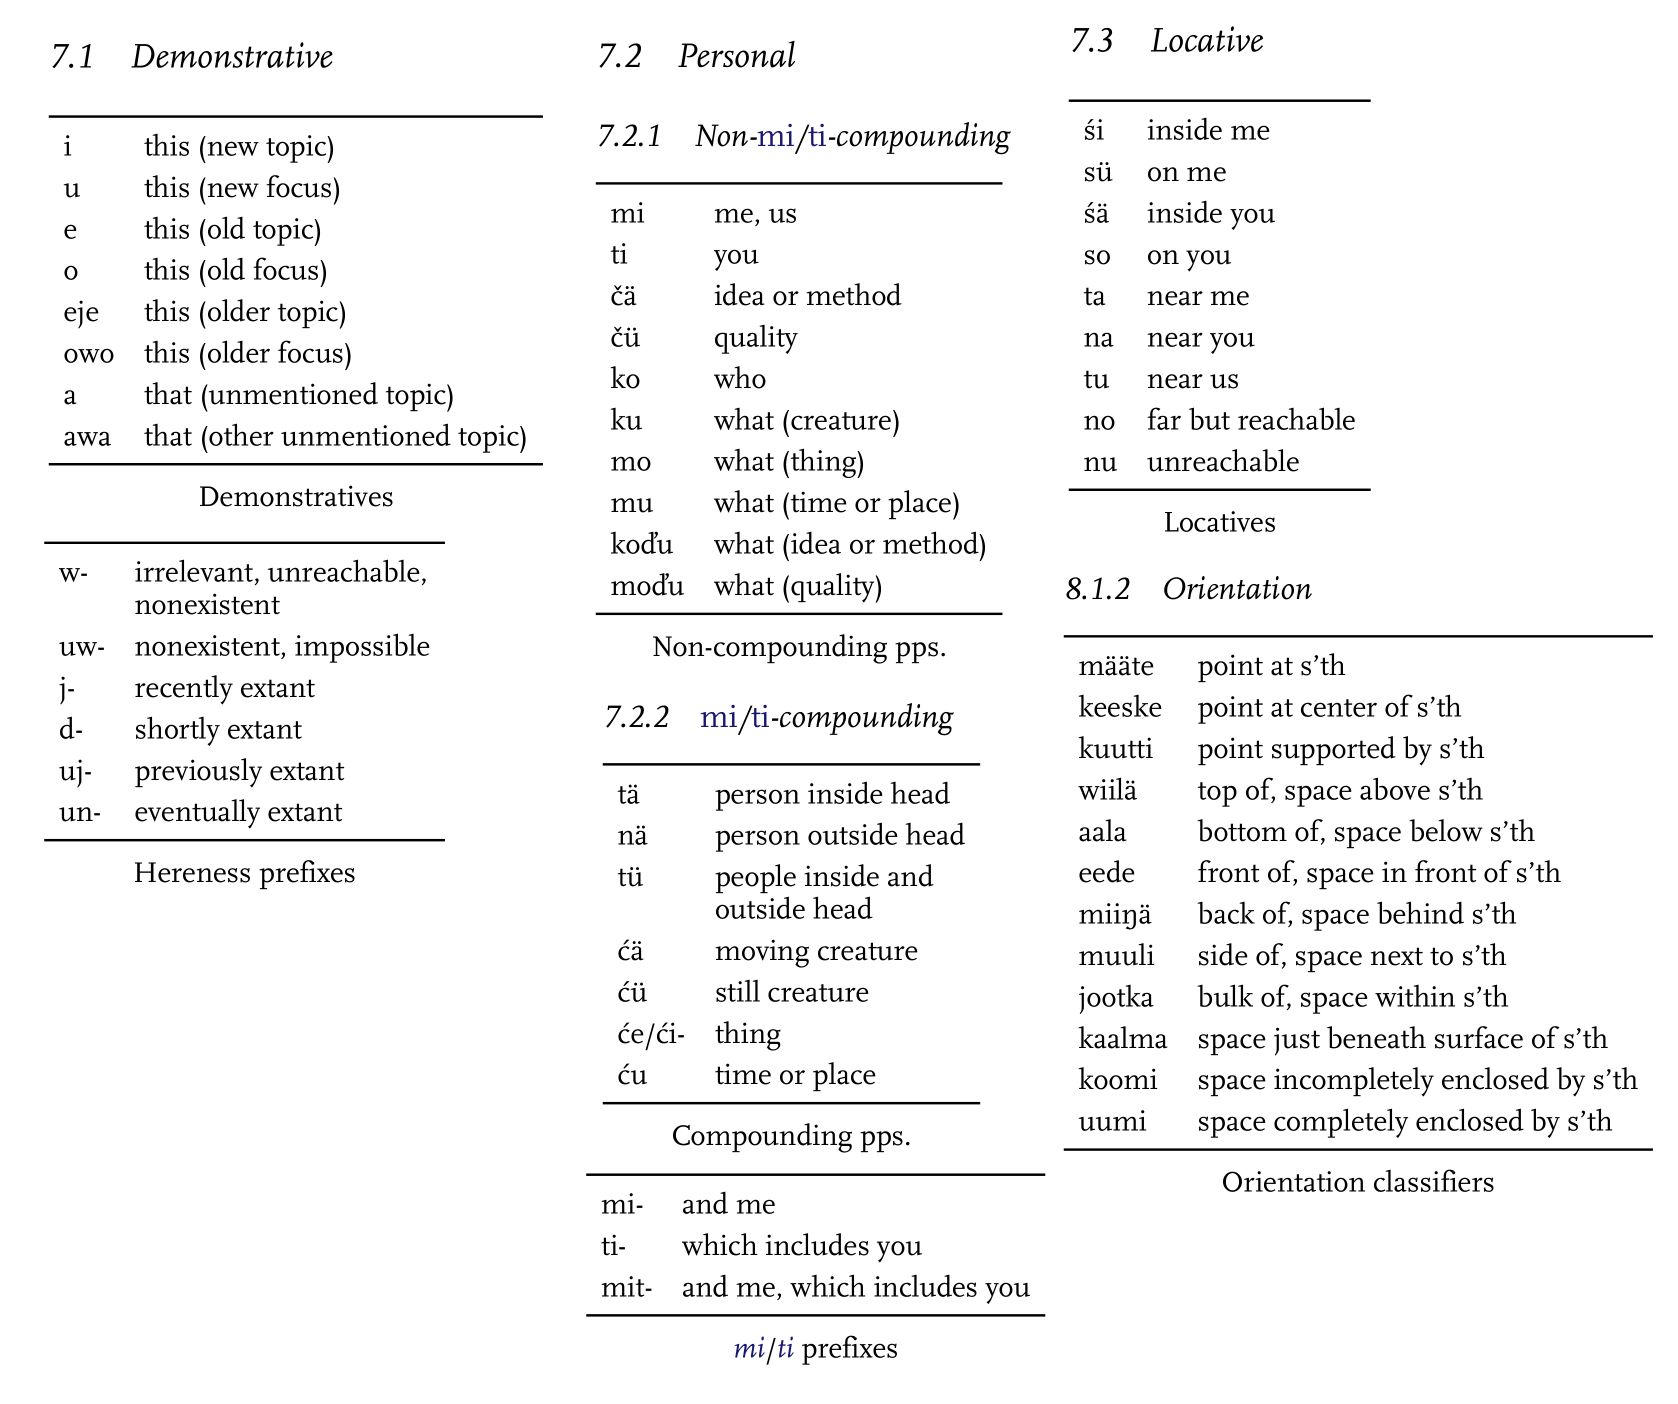 7.1 Demonstrative
i this (new topic)
u this (new focus)
e this (old topic)
o this (old focus)
eje this (older topic)
owo this (older focus)
a that (unmentioned topic)
awa that (other unmentioned topic)
Demonstratives
w- irrelevant, unreachable,
nonexistent
uw- nonexistent, impossible
j- recently extant
d- shortly extant
uj- previously extant
un- eventually extant
Hereness prefixes
7.2 Personal
7.2.1 Non-mi/ti-compounding
mi me, us
ti you
čä idea or method
čü quality
ko who
ku what (creature)
mo what (thing)
mu what (time or place)
koďu what (idea or method)
moďu what (quality)
Non-compounding pps.
7.2.2 mi/ti-compounding
tä person inside head
nä person outside head
tü people inside and
outside head
ćä moving creature
ćü still creature
će/ći- thing
ću time or place
Compounding pps.
mi- and me
ti- which includes you
mit- and me, which includes you
mi/ti prefixes
7.3 Locative
śi inside me
sü on me
śä inside you
so on you
ta near me
na near you
tu near us
no far but reachable
nu unreachable
Locatives
8.1.2 Orientation
määte point at s’th
keeske point at center of s’th
kuutti point supported by s’th
wiilä top of, space above s’th
aala bottom of, space below s’th
eede front of, space in front of s’th
miiŋä back of, space behind s’th
muuli side of, space next to s’th
jootka bulk of, space within s’th
kaalma space just beneath surface of s’th
koomi space incompletely enclosed by s’th
uumi space completely enclosed by s’th
Orientation classifiers